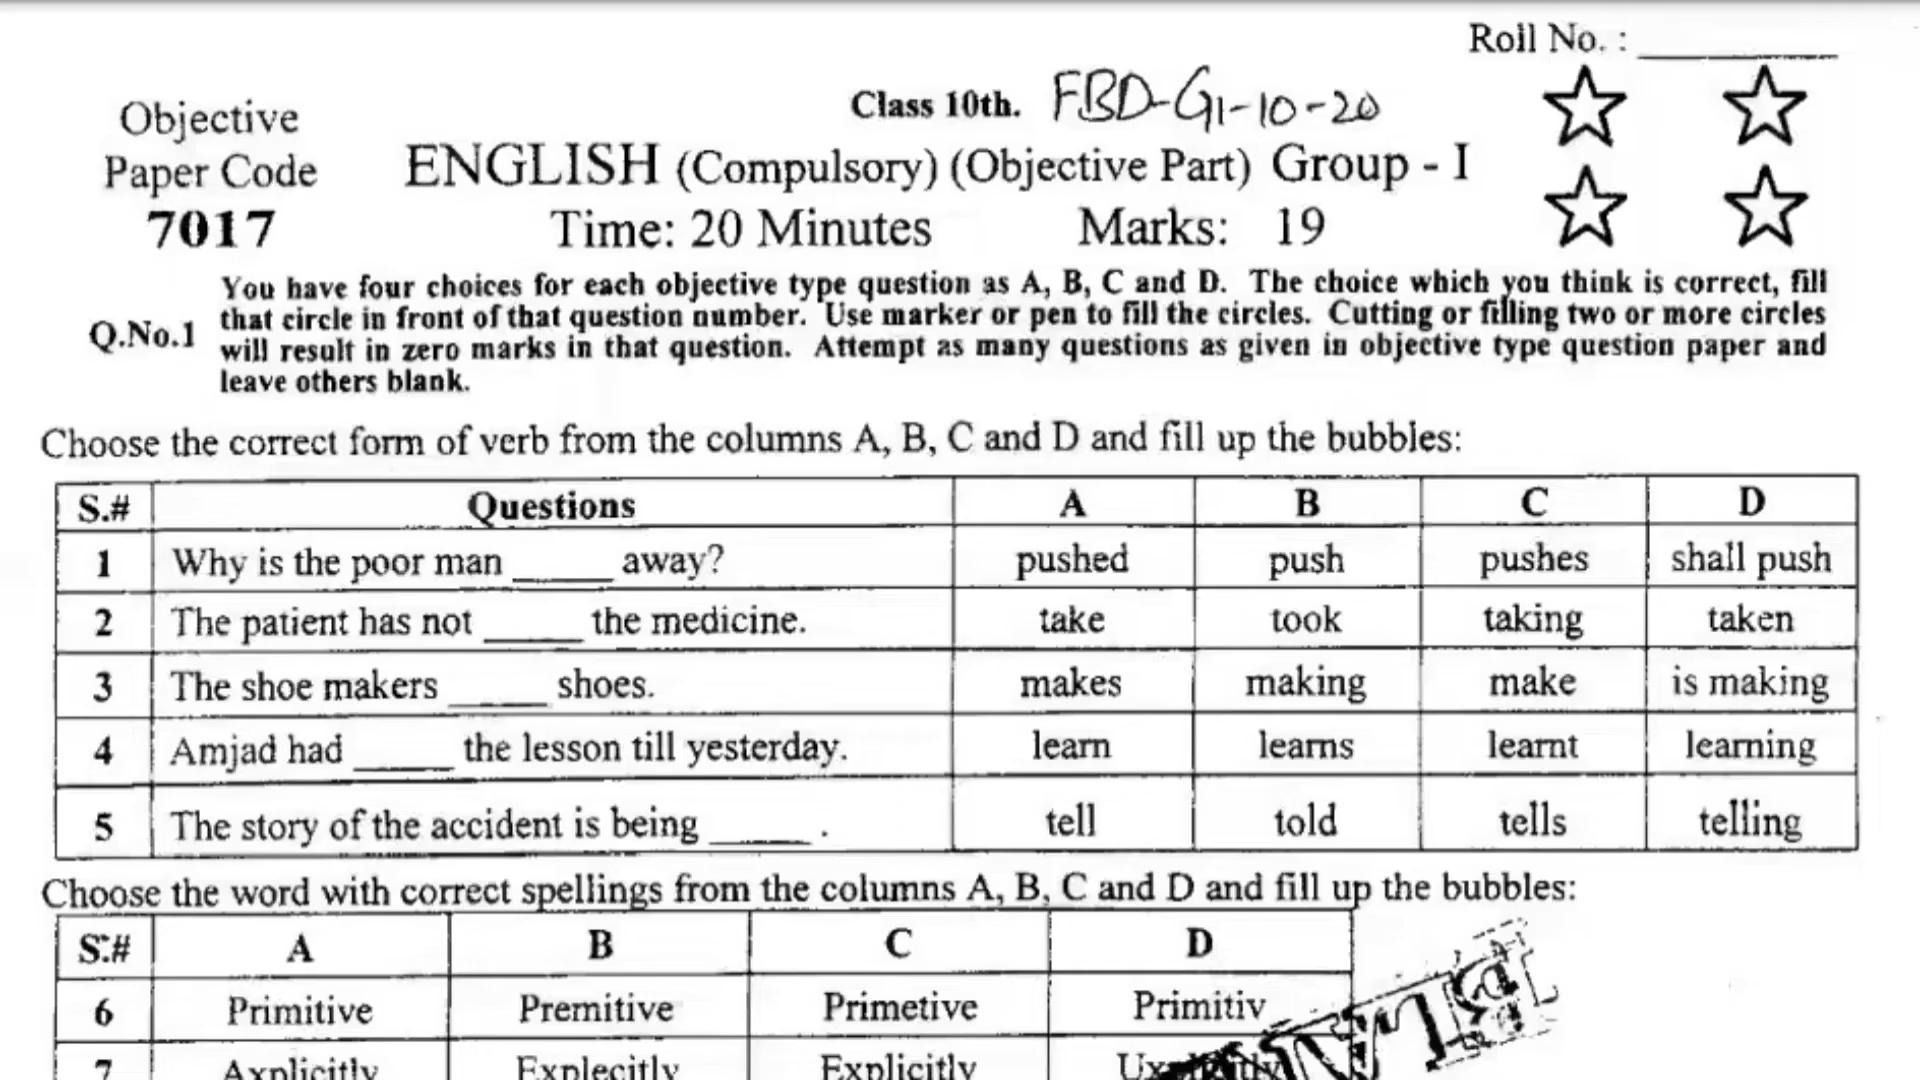 Roll No. :
Class 10th. FBD-G1-10-20
Objective
Paper Code
7017
ENGLISH (Compulsory) (Objective Part) Group - I
Time: 20 Minutes Marks: 19
Q.No.1
You have four choices for each objective type question as A, B, C and D. The choice which you think is correct, fill
that circle in front of that question number. Use marker or pen to fill the circles. Cutting or filling two or more circles
will result in zero marks in that question. Attempt as many questions as given in objective type question paper and
leave others blank.
Choose the correct form of verb from the columns A, B, C and D and fill up the bubbles:
S.# Questions A B C D
1 Why is the poor man _____ away? pushed push pushes shall push
2 The patient has not _____ the medicine. take took taking taken
3 The shoe makers _____ shoes. makes making make is making
4 Amjad had _____ the lesson till yesterday. learn learns learnt learning
5 The story of the accident is being _____ . tell told tells telling
Choose the word with correct spellings from the columns A, B, C and D and fill up the bubbles:
S.# A B C D
6 Primitive Premitive Primetive Primitiv
7 Axplicitly Explecitly Explicitly